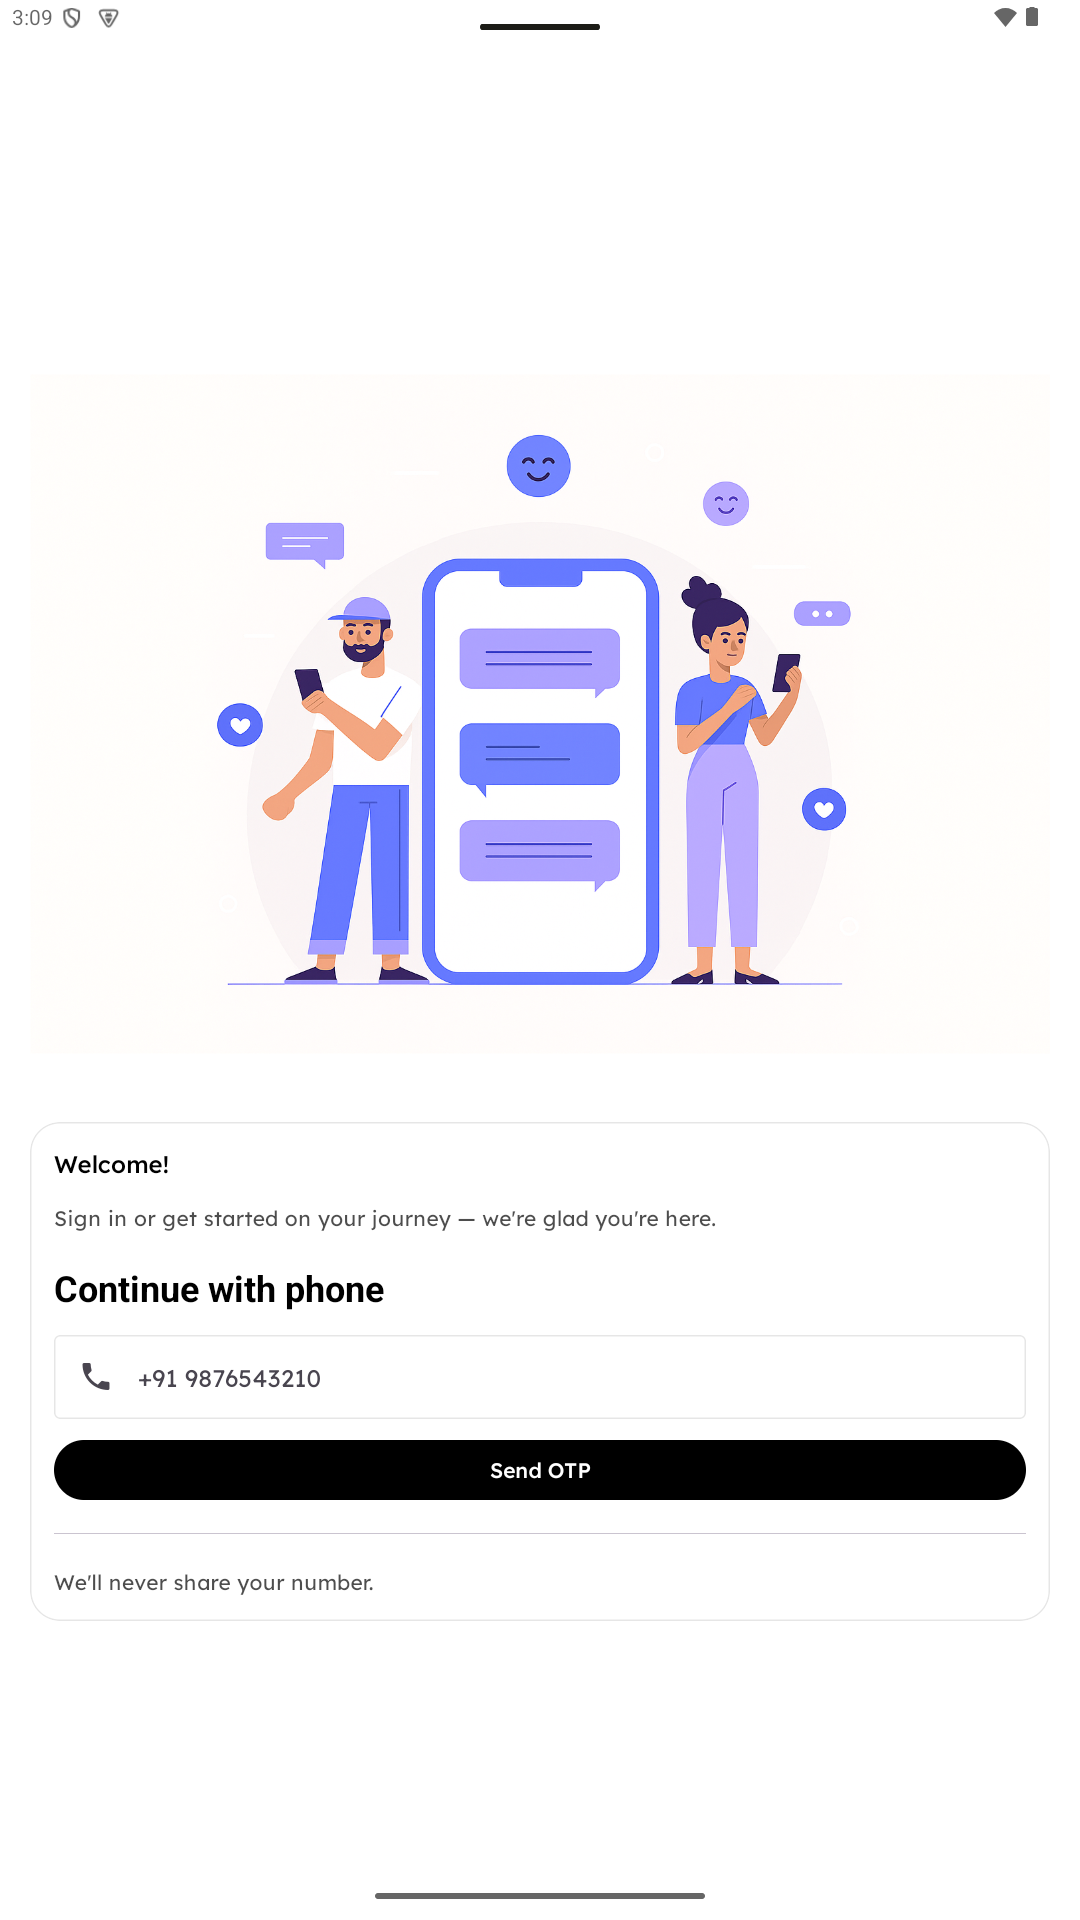 3:09
Welcome!
Sign in or get started on your journey — we're glad you're here.
Continue with phone
+91 9876543210
Send OTP
We'll never share your number.